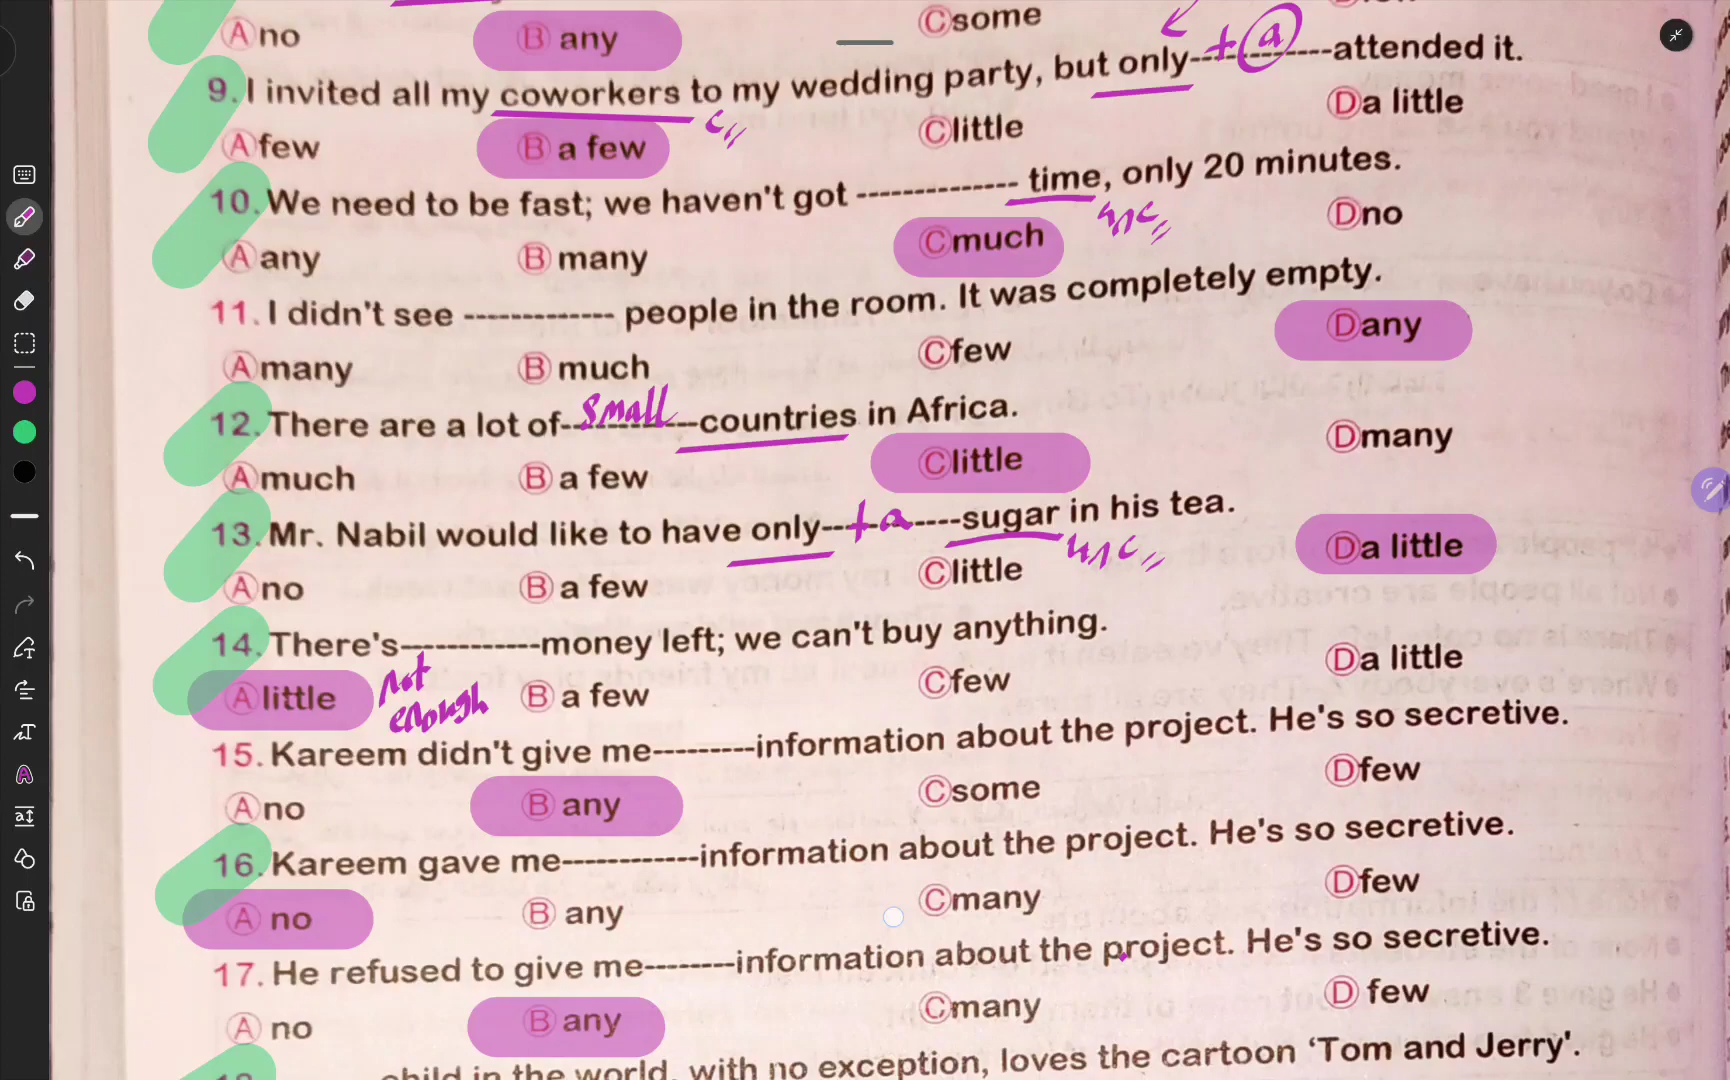 A no B any C some
+ a
9. I invited all my coworkers to my wedding party, but only------------attended it.
C
A few B a few C little D a little
10. We need to be fast; we haven't got -------------- time, only 20 minutes.
unc
A any B many C much D no
11. I didn't see ------------- people in the room. It was completely empty.
A many B much C few D any
small
12. There are a lot of------------countries in Africa.
A much B a few C little D many
+ a
13. Mr. Nabil would like to have only------------sugar in his tea.
unc
A no B a few C little D a little
14. There's------------money left; we can't buy anything.
not
enough
A little B a few C few D a little
15. Kareem didn't give me---------information about the project. He's so secretive.
A no B any C some D few
16. Kareem gave me------------information about the project. He's so secretive.
A no B any C many D few
17. He refused to give me--------information about the project. He's so secretive.
A no B any C many D few
child in the world, with no exception, loves the cartoon ‘Tom and Jerry'.